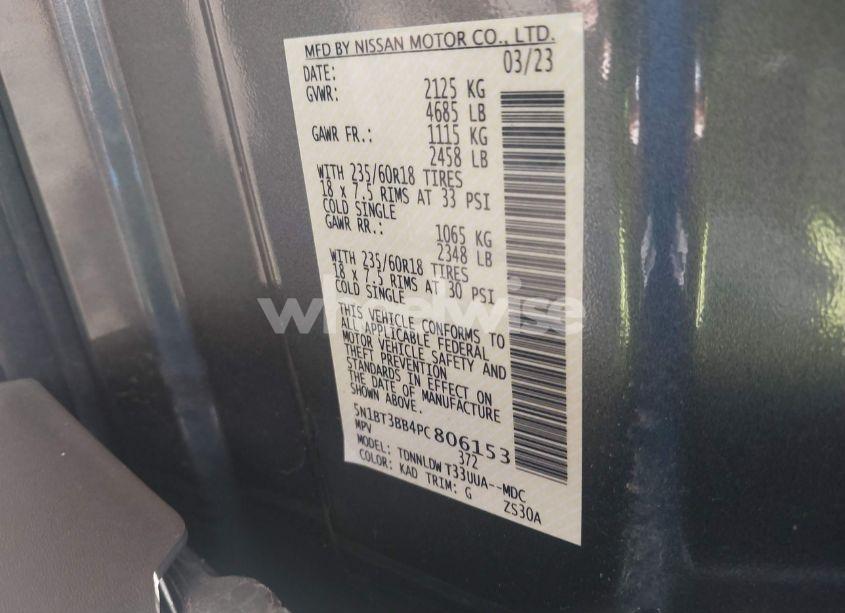 MFD BY NISSAN MOTOR CO., LTD.
DATE: 03/23
GVWR: 2125 KG
4685 LB
GAWR FR.: 1115 KG
2458 LB
WITH 235/60R18 TIRES
18 x 7.5 RIMS AT 33 PSI
COLD SINGLE
GAWR RR.: 1065 KG
2348 LB
WITH 235/60R18 TIRES
18 x 7.5 RIMS AT 30 PSI
COLD SINGLE
wheelwise
THIS VEHICLE CONFORMS TO
ALL APPLICABLE FEDERAL
MOTOR VEHICLE SAFETY AND
THEFT PREVENTION
STANDARDS IN EFFECT ON
THE DATE OF MANUFACTURE
SHOWN ABOVE.
5N1BT3BB4PC806153
MPV 372
MODEL: TDNNLDWT33UUA--MDC
COLOR: KAD TRIM: G ZS30A